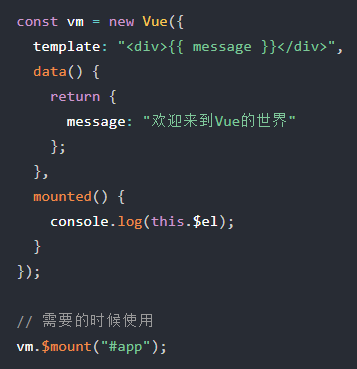 const vm = new Vue({
  template: "<div>{{ message }}</div>",
  data() {
    return {
      message: "欢迎来到Vue的世界"
    };
  },
  mounted() {
    console.log(this.$el);
  }
});

// 需要的时候使用
vm.$mount("#app");